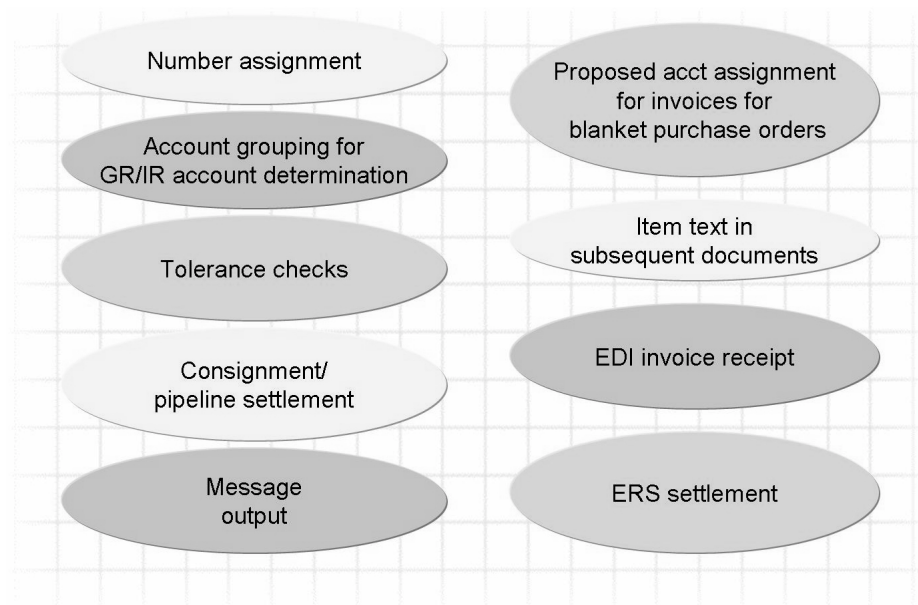 Number assignment
Account grouping for
GR/IR account determination
Tolerance checks
Consignment/
pipeline settlement
Message
output
Proposed acct assignment
for invoices for
blanket purchase orders
Item text in
subsequent documents
EDI invoice receipt
ERS settlement